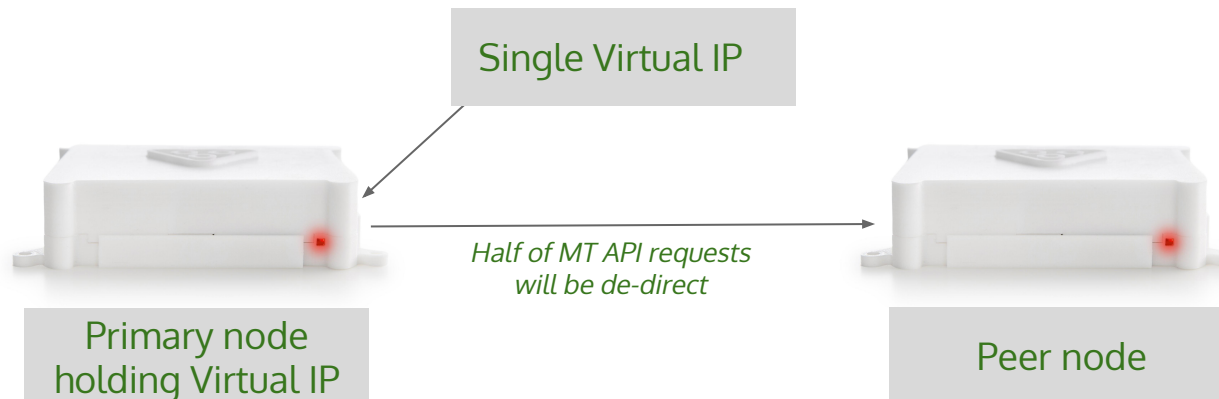 Single Virtual IP
Half of MT API requests
will be de-direct
Primary node
holding Virtual IP
Peer node